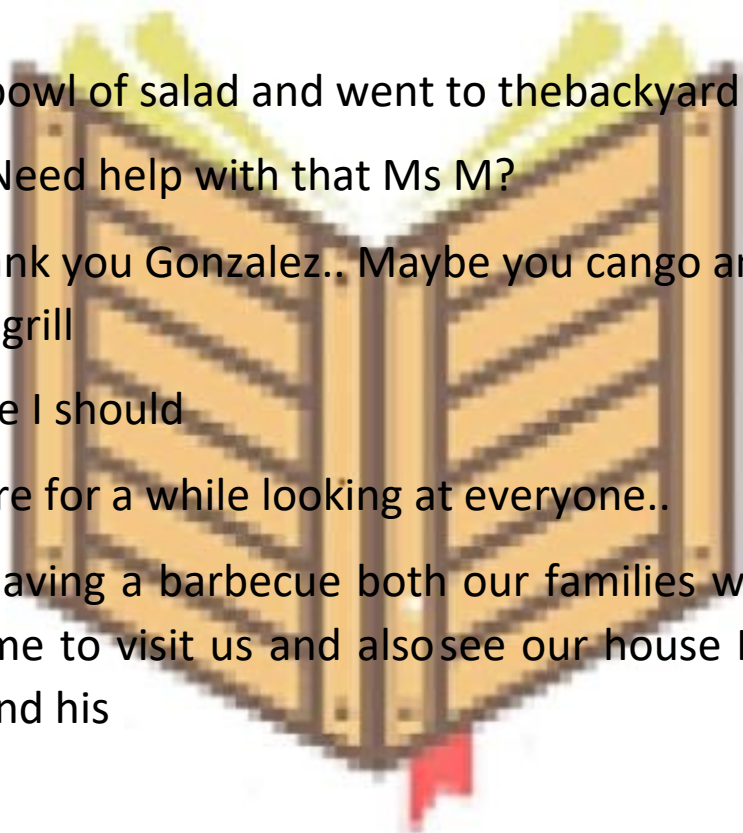 bowl of salad and went to thebackyard
Need help with that Ms M?
ank you Gonzalez.. Maybe you cango an
grill
e I should
re for a while looking at everyone..
aving a barbecue both our families w
me to visit us and alsosee our house
nd his